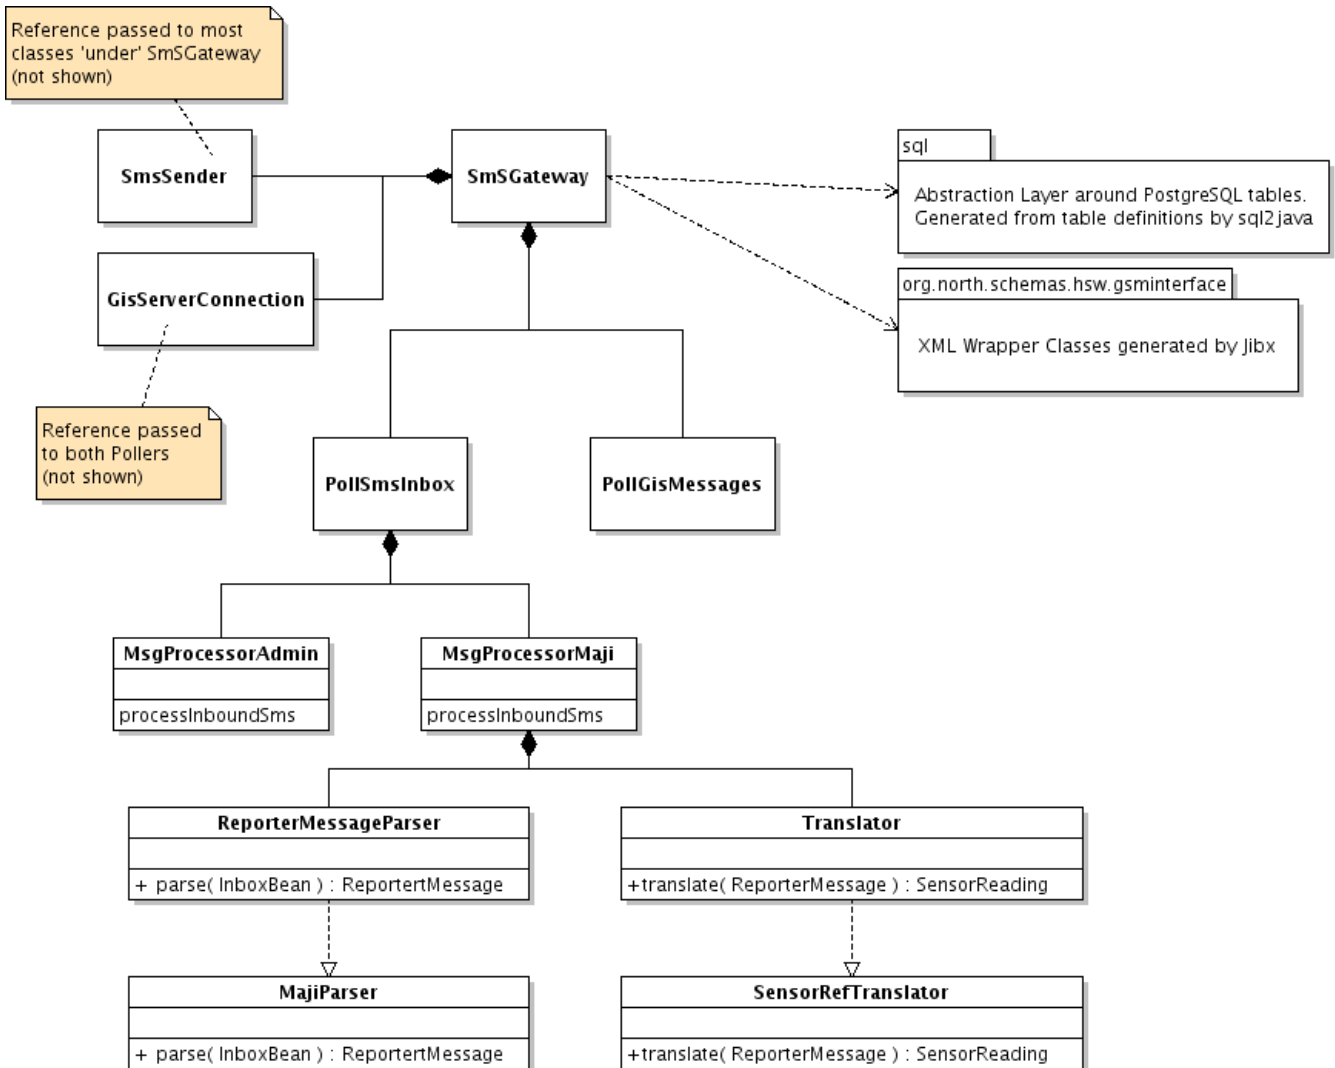 Reference passed to most
classes 'under' SmSGateway
(not shown)
SmsSender
SmSGateway
sql
Abstraction Layer around PostgreSQL tables.
Generated from table definitions by sql2java
GisServerConnection
org.north.schemas.hsw.gsminterface
XML Wrapper Classes generated by Jibx
Reference passed
to both Pollers
(not shown)
PollSmsInbox
PollGisMessages
MsgProcessorAdmin
processInboundSms
MsgProcessorMaji
processInboundSms
ReporterMessageParser
+ parse( InboxBean ) : ReportertMessage
Translator
+translate( ReporterMessage ) : SensorReading
MajiParser
+ parse( InboxBean ) : ReportertMessage
SensorRefTranslator
+translate( ReporterMessage ) : SensorReading